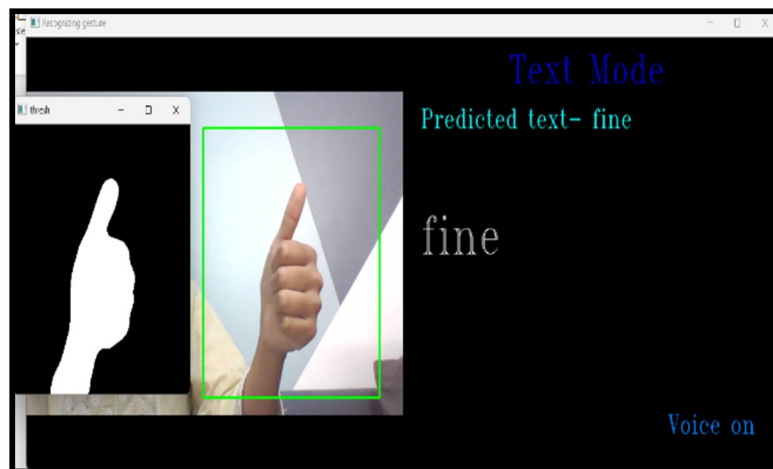 Recognizing gesture
Text Mode
thresh
Predicted text- fine
fine
Voice on